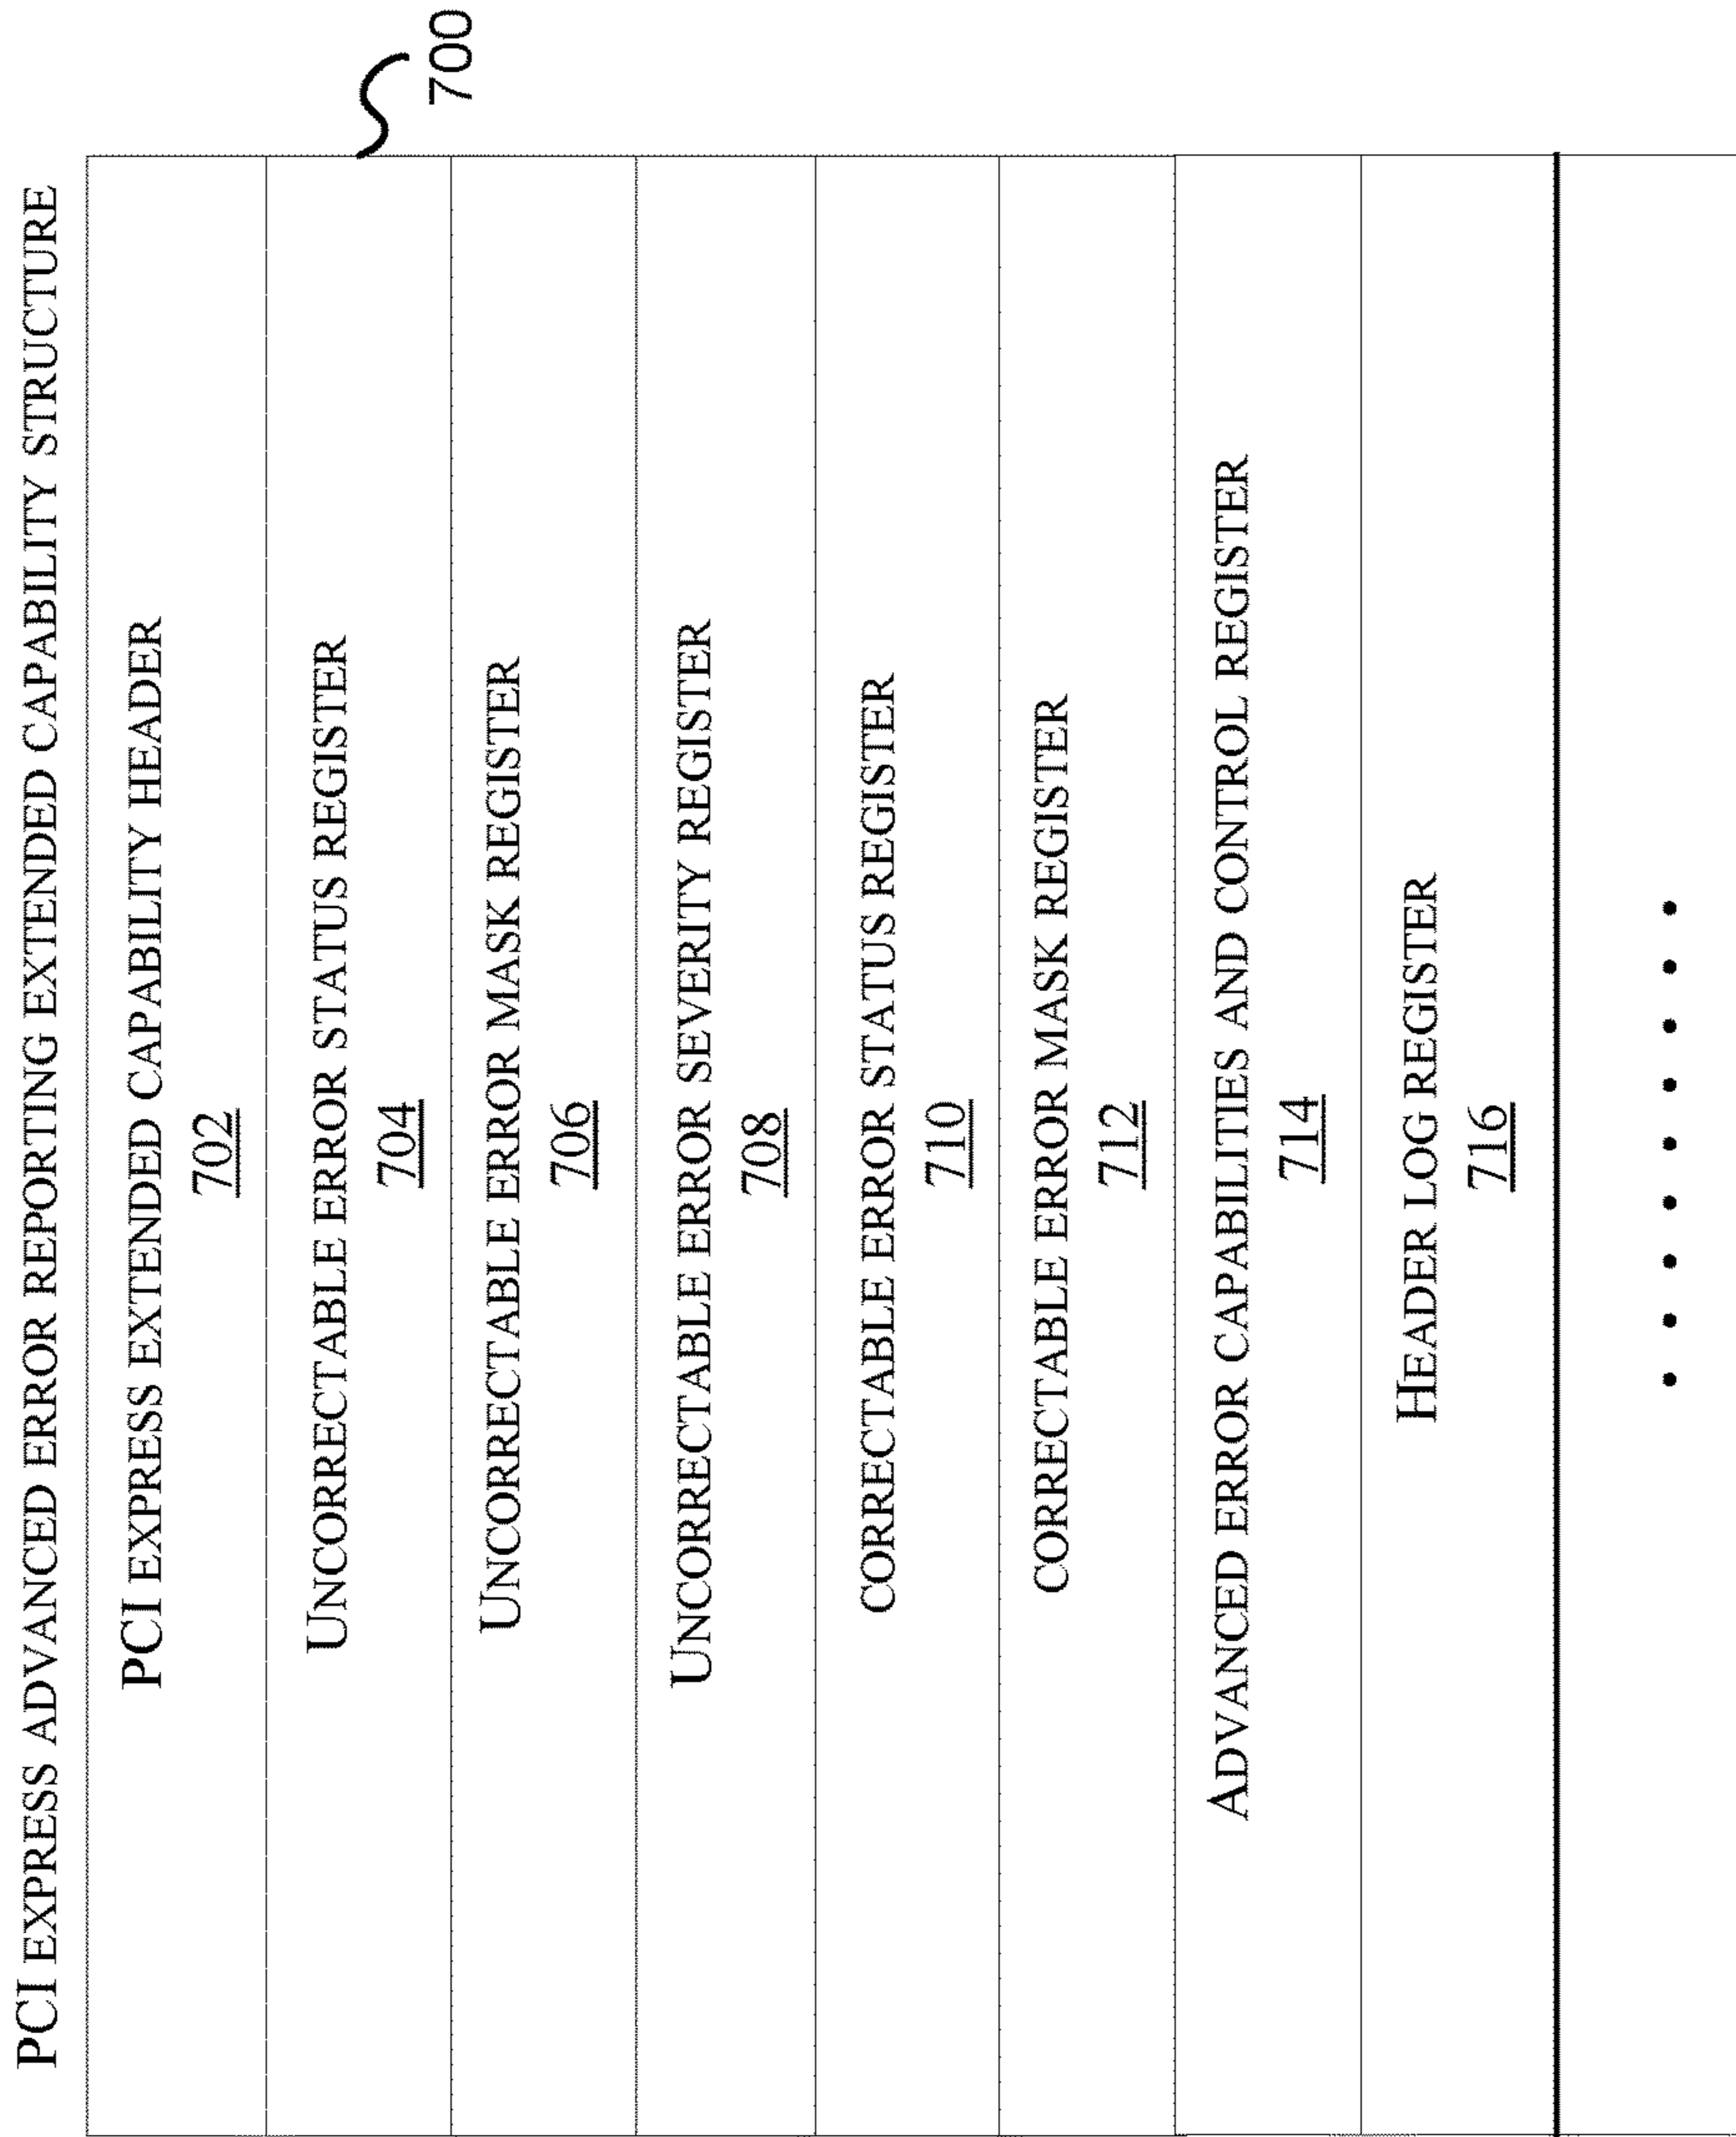 PCI EXPRESS ADVANCED ERROR REPORTING EXTENDED CAPABILITY STRUCTURE
700
PCI EXPRESS EXTENDED CAPABILITY HEADER
702
UNCORRECTABLE ERROR STATUS REGISTER
704
UNCORRECTABLE ERROR MASK REGISTER
706
UNCORRECTABLE ERROR SEVERITY REGISTER
708
CORRECTABLE ERROR STATUS REGISTER
710
CORRECTABLE ERROR MASK REGISTER
712
ADVANCED ERROR CAPABILITIES AND CONTROL REGISTER
714
HEADER LOG REGISTER
716